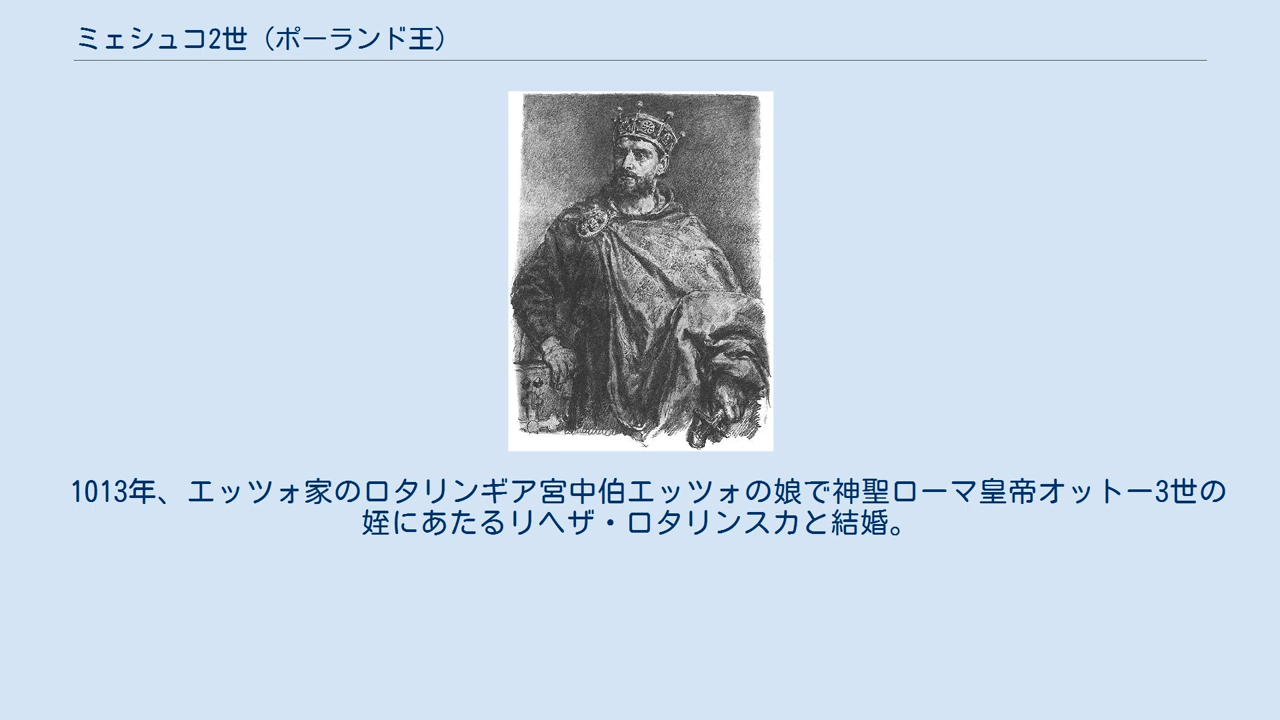 ミェシュコ2世（ポーランド王）
1013年、エッツォ家のロタリンギア宮中伯エッツォの娘で神聖ローマ皇帝オットー3世の
姪にあたるリヘザ・ロタリンスカと結婚。